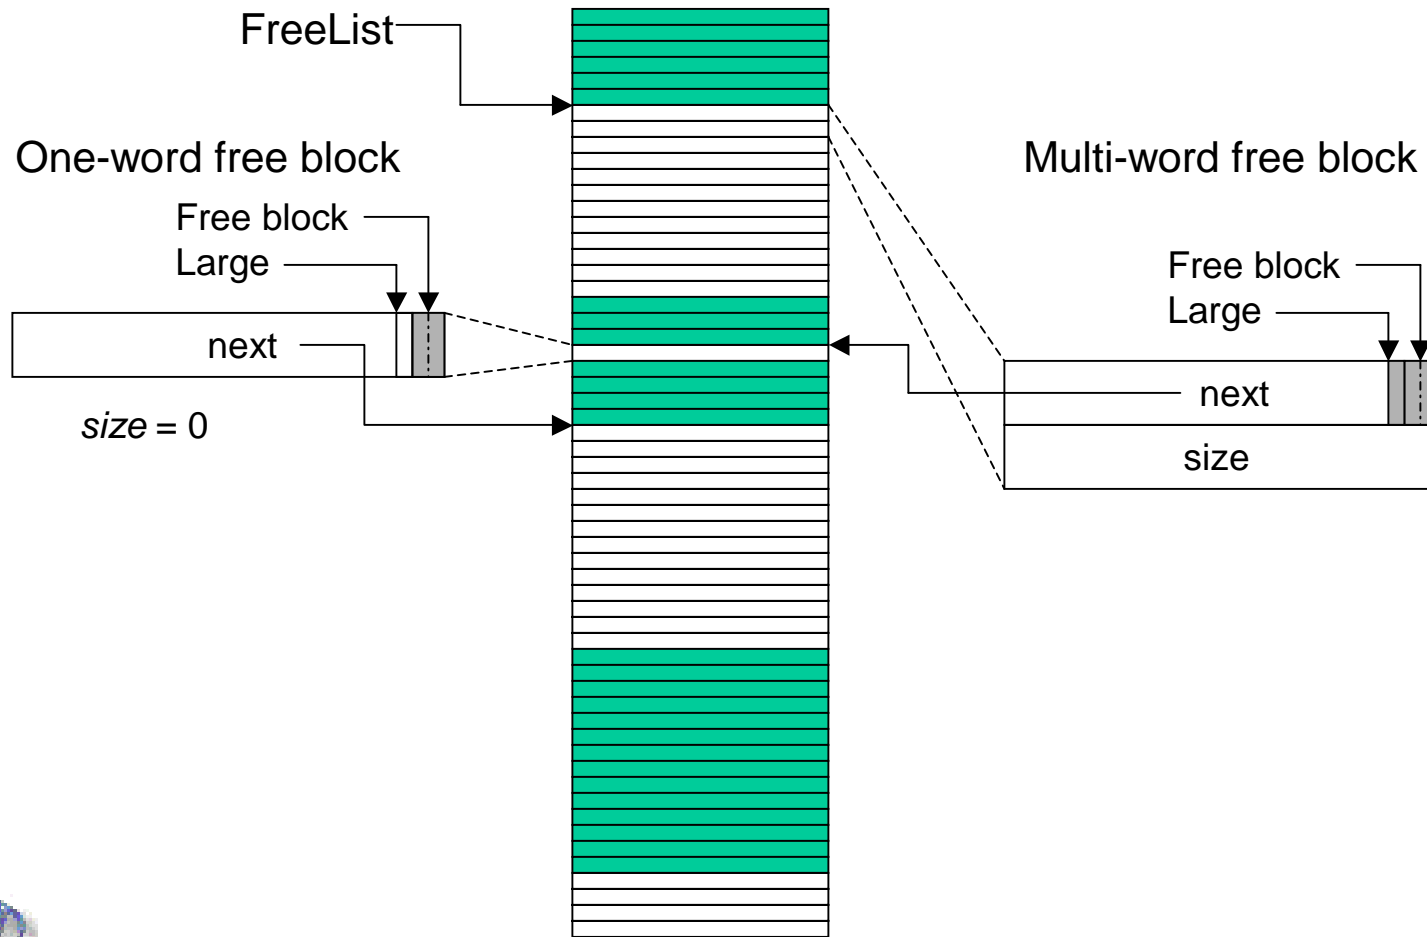 FreeList
One-word free block
Free block
Large
next
size = 0
Multi-word free block
Free block
Large
next
size